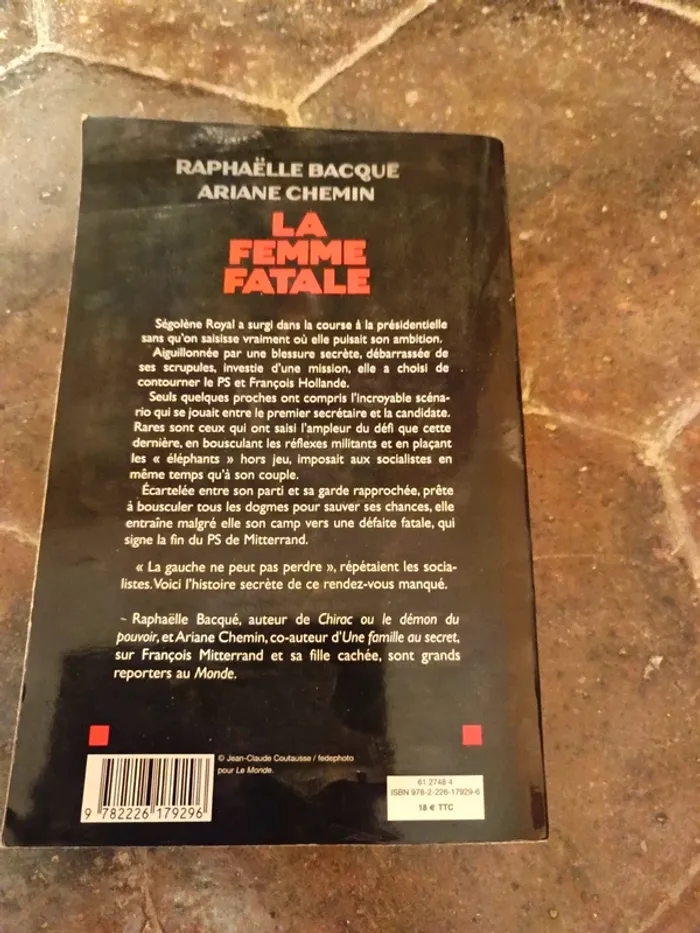 RAPHAËLLE BACQUÉ
ARIANE CHEMIN
LA
FEMME
FATALE
Ségolène Royal a surgi dans la course à la présidentielle
sans qu'on saisisse vraiment où elle puisait son ambition.
Aiguillonnée par une blessure secrète, débarrassée de
ses scrupules, investie d'une mission, elle a choisi de
contourner le PS et François Hollande.
Seuls quelques proches ont compris l'incroyable scéna-
rio qui se jouait entre le premier secrétaire et la candidate.
Rares sont ceux qui ont saisi l'ampleur du défi que cette
dernière, en bousculant les réflexes militants et en plaçant
les « éléphants » hors jeu, imposait aux socialistes en
même temps qu'à son couple.
Écartelée entre son parti et sa garde rapprochée, prête
à bousculer tous les dogmes pour sauver ses chances, elle
entraîne malgré elle son camp vers une défaite fatale, qui
signe la fin du PS de Mitterrand.
« La gauche ne peut pas perdre », répétaient les socia-
listes. Voici l'histoire secrète de ce rendez-vous manqué.
~ Raphaëlle Bacqué, auteur de Chirac ou le démon du
pouvoir, et Ariane Chemin, co-auteur d'Une famille au secret,
sur François Mitterrand et sa fille cachée, sont grands
reporters au Monde.
© Jean-Claude Coutausse / fedephoto
pour Le Monde.
9 782226 179296
61 2748 4
ISBN 978-2-226-17929-6
18 € TTC